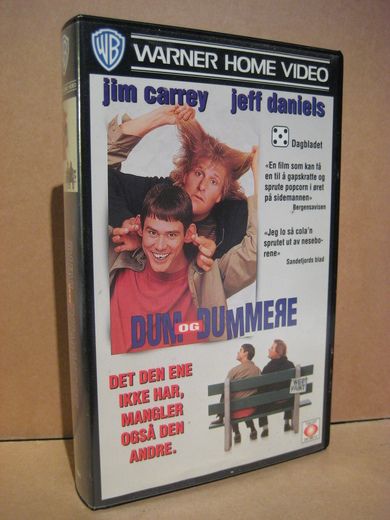 WB
WARNER HOME VIDEO
jim carrey jeff daniels
Dagbladet
«En film som kan få
en til å gapskratte og
sprute popcorn i øret
på sidemannen»
Bergensavisen
«Jeg lo så cola'n
sprutet ut av nesebo-
rene»
Sandefjords blad
DUM OG DUMMERE
DET DEN ENE
IKKE HAR,
MANGLER
OGSÅ DEN
ANDRE.
WET
PAINT